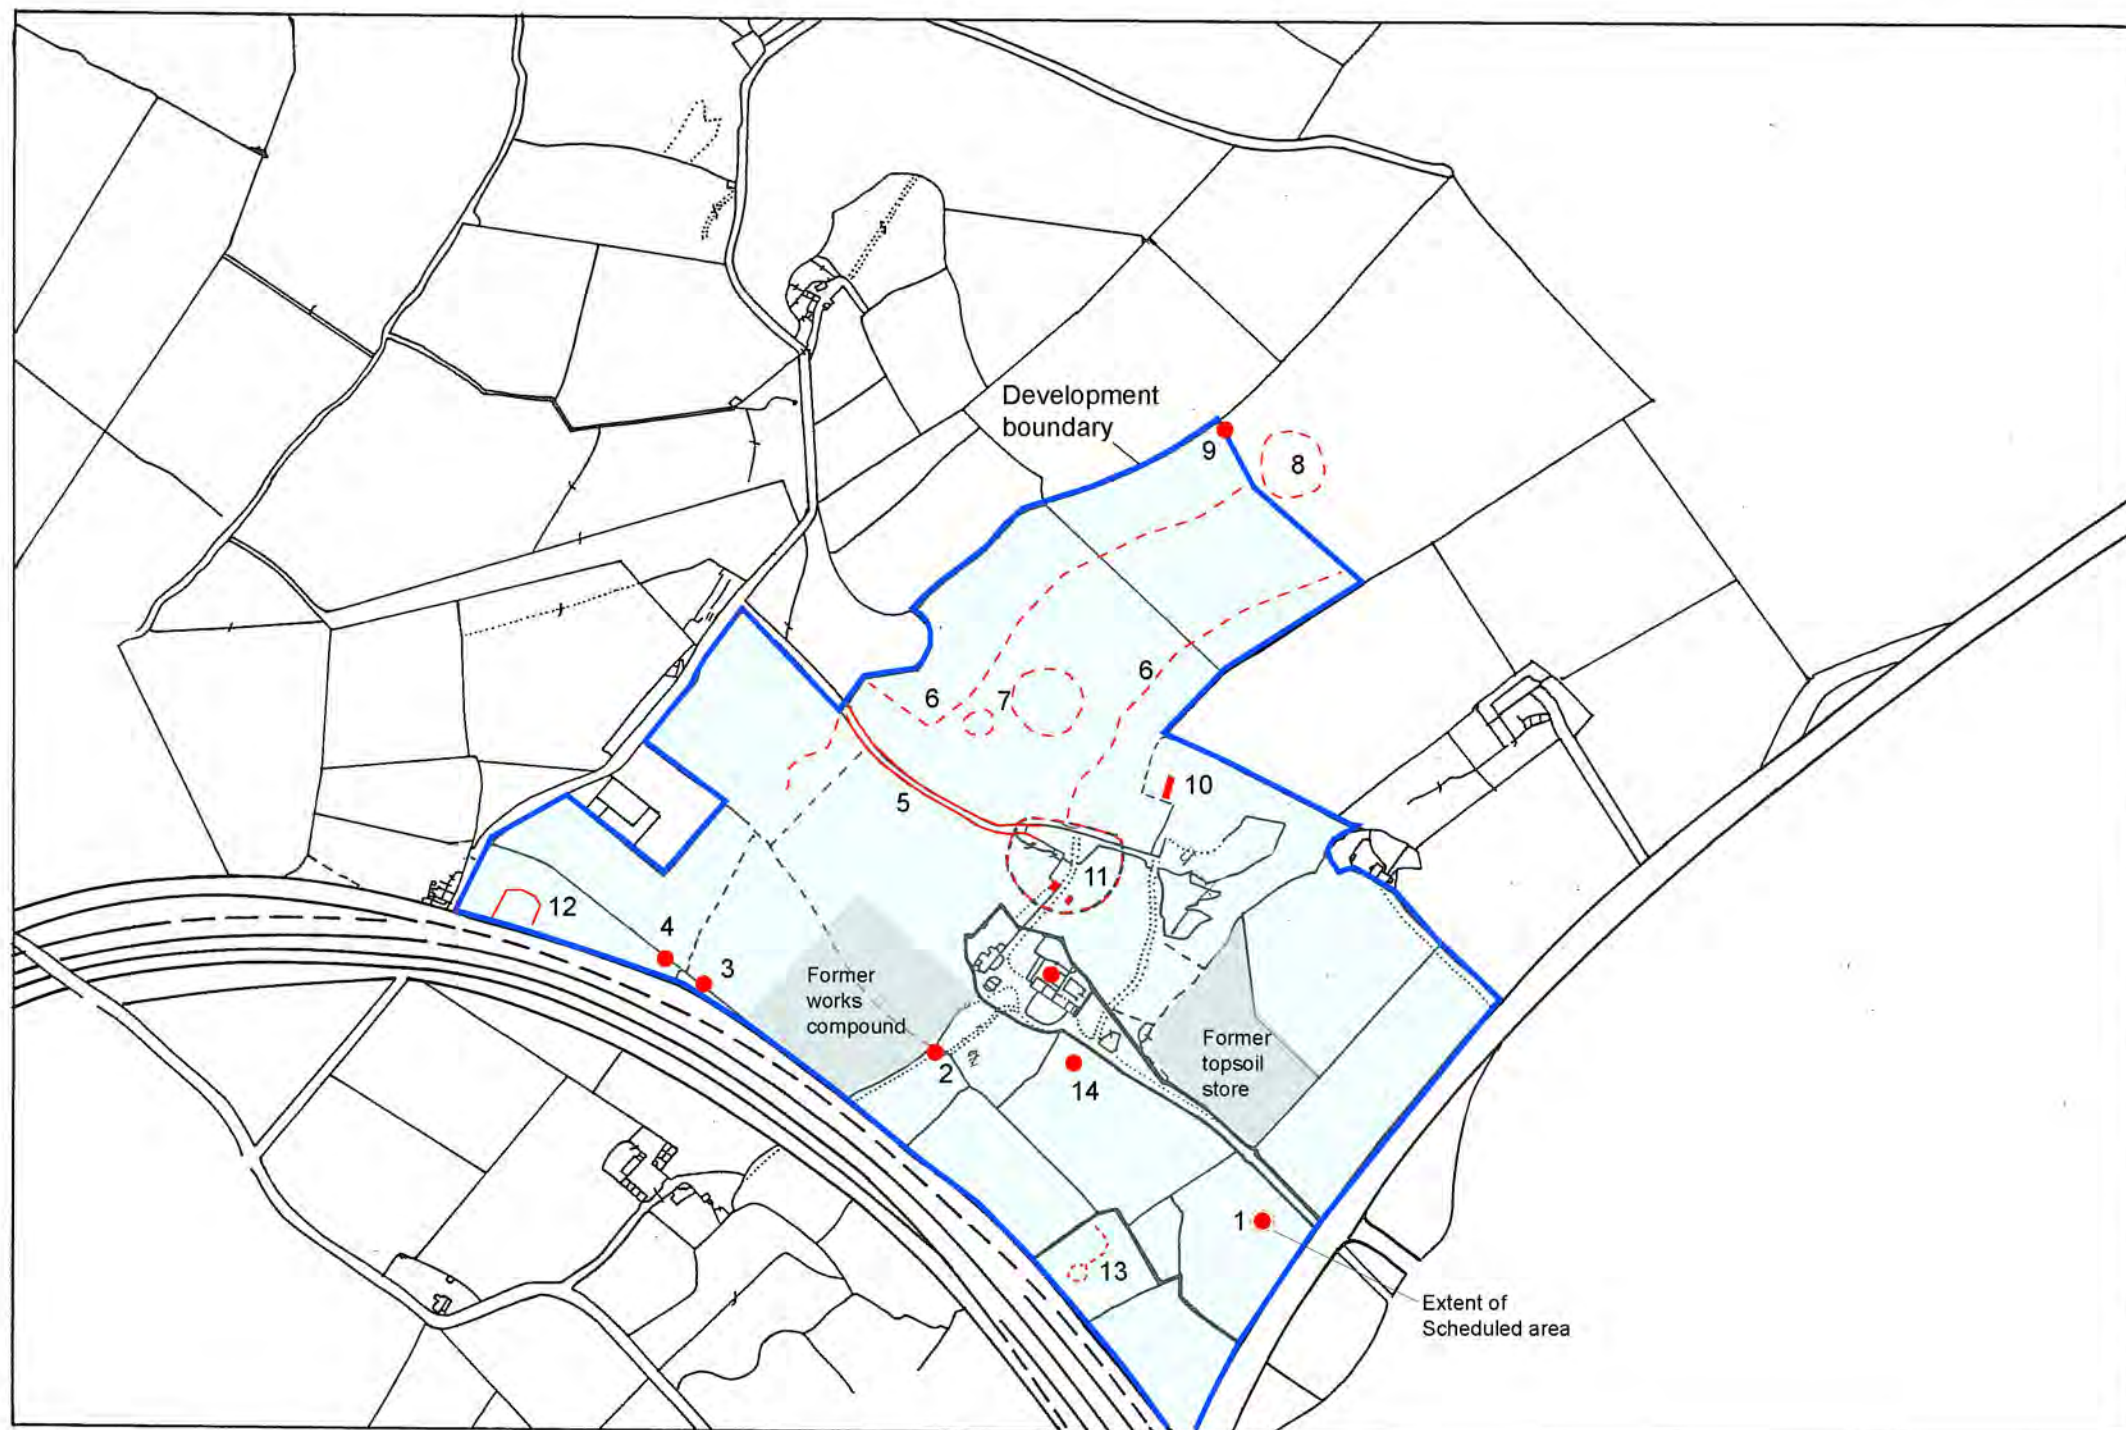 Development
boundary
9
8
6
7
6
10
5
11
12
4
3
Former
works
compound
2
14
Former
topsoil
store
1
13
Extent of
Scheduled area